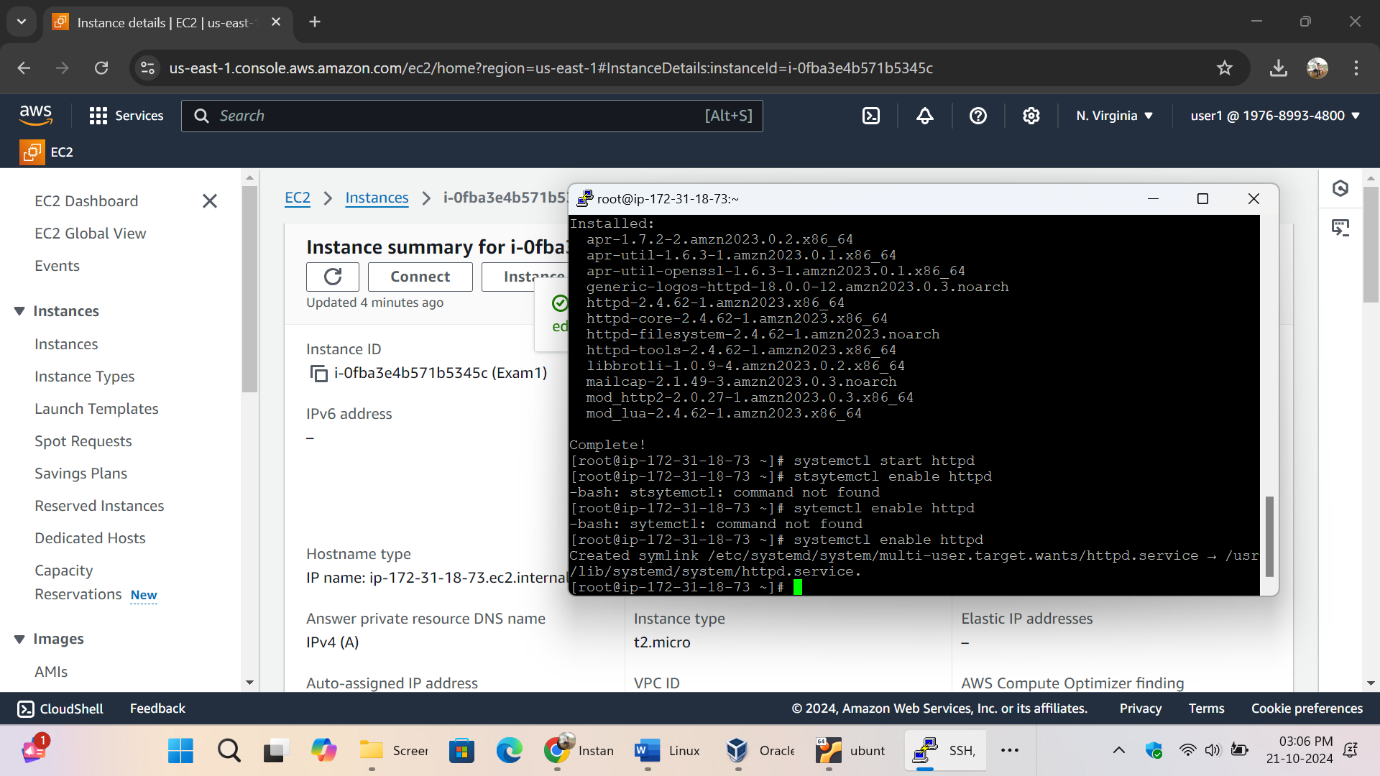 Instance details | EC2 | us-east-
us-east-1.console.aws.amazon.com/ec2/home?region=us-east-1#InstanceDetails:instanceId=i-0fba3e4b571b5345c
aws Services Search [Alt+S] N. Virginia ▼ user1 @ 1976-8993-4800 ▼
EC2
EC2 Dashboard
EC2 Global View
Events
Instances
Instances
Instance Types
Launch Templates
Spot Requests
Savings Plans
Reserved Instances
Dedicated Hosts
Capacity
Reservations New
Images
AMIs
EC2 > Instances > i-0fba3e4b571b5
Instance summary for i-0fba
Connect Instance
Updated 4 minutes ago
ed
Instance ID
i-0fba3e4b571b5345c (Exam1)
IPv6 address
–
Hostname type
IP name: ip-172-31-18-73.ec2.interna
Answer private resource DNS name
IPv4 (A)
Auto-assigned IP address
Instance type
t2.micro
VPC ID
Elastic IP addresses
–
AWS Compute Optimizer finding
root@ip-172-31-18-73:~
Installed:
apr-1.7.2-2.amzn2023.0.2.x86_64
apr-util-1.6.3-1.amzn2023.0.1.x86_64
apr-util-openssl-1.6.3-1.amzn2023.0.1.x86_64
generic-logos-httpd-18.0.0-12.amzn2023.0.3.noarch
httpd-2.4.62-1.amzn2023.x86_64
httpd-core-2.4.62-1.amzn2023.x86_64
httpd-filesystem-2.4.62-1.amzn2023.noarch
httpd-tools-2.4.62-1.amzn2023.x86_64
libbrotli-1.0.9-4.amzn2023.0.2.x86_64
mailcap-2.1.49-3.amzn2023.0.3.noarch
mod_http2-2.0.27-1.amzn2023.0.3.x86_64
mod_lua-2.4.62-1.amzn2023.x86_64
Complete!
[root@ip-172-31-18-73 ~]# systemctl start httpd
[root@ip-172-31-18-73 ~]# stsytemctl enable httpd
-bash: stsytemctl: command not found
[root@ip-172-31-18-73 ~]# sytemctl enable httpd
-bash: sytemctl: command not found
[root@ip-172-31-18-73 ~]# systemctl enable httpd
Created symlink /etc/systemd/system/multi-user.target.wants/httpd.service → /usr
/lib/systemd/system/httpd.service.
[root@ip-172-31-18-73 ~]#
CloudShell Feedback © 2024, Amazon Web Services, Inc. or its affiliates. Privacy Terms Cookie preferences
1 Screer Instan Linux Oracle 64 ubunt SSH, 03:06 PM
21-10-2024